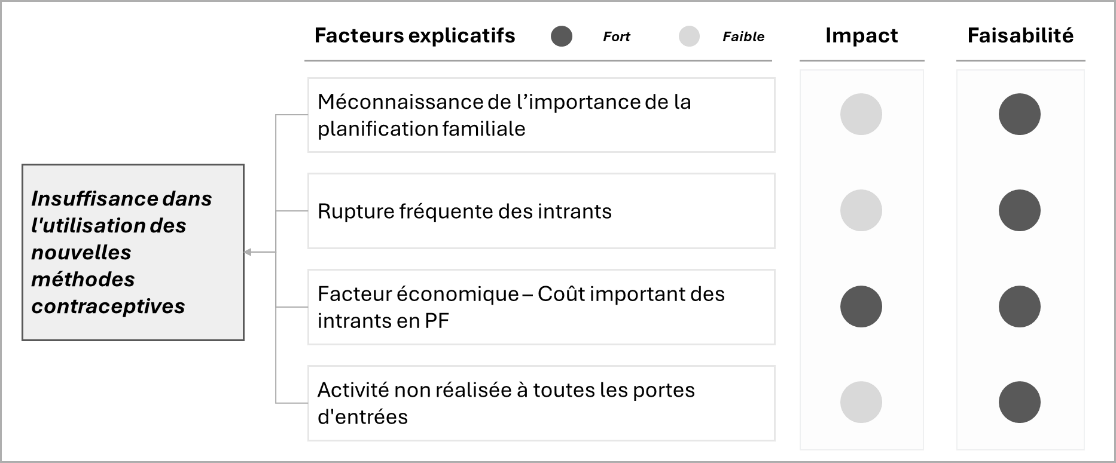 Facteurs explicatifs Fort Faible Impact Faisabilité
Méconnaissance de l’importance de la
planification familiale
Insuffisance dans
l'utilisation des
nouvelles
méthodes
contraceptives
Rupture fréquente des intrants
Facteur économique – Coût important des
intrants en PF
Activité non réalisée à toutes les portes
d'entrées